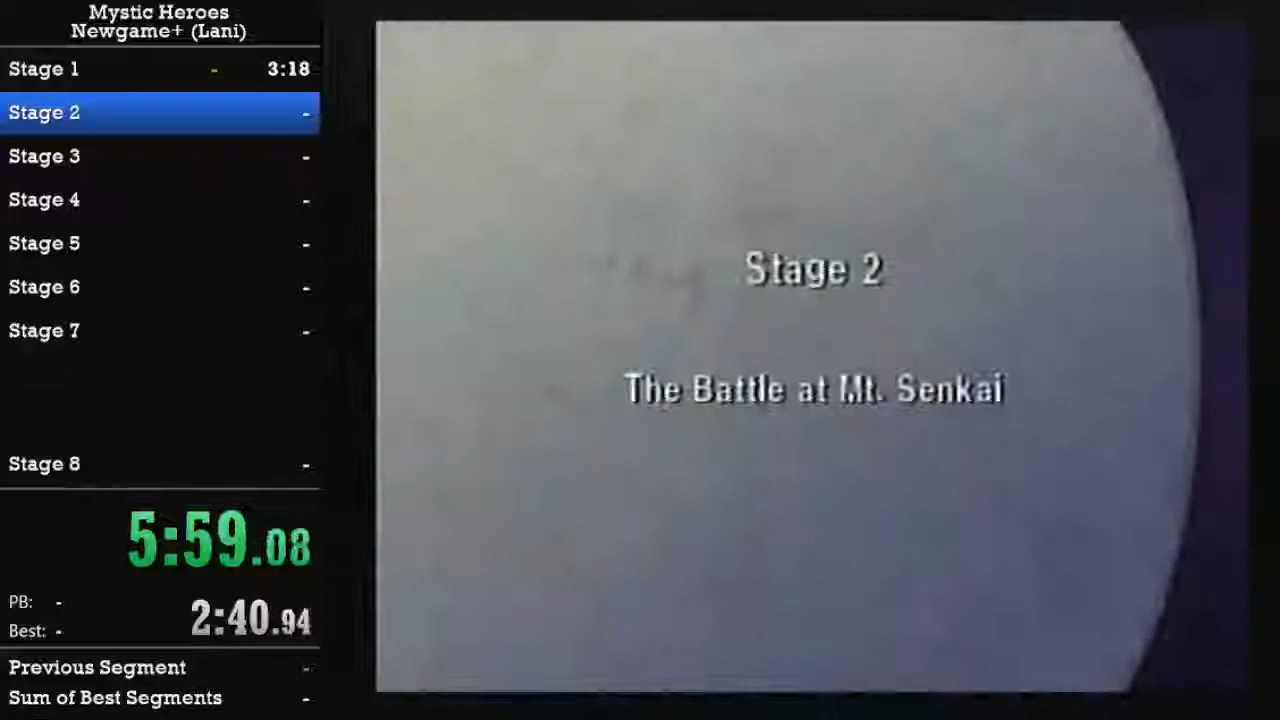 Mystic Heroes
Newgame+ (Lani)
Stage 1 - 3:18
Stage 2 -
Stage 3 -
Stage 4 -
Stage 5 -
Stage 6 -
Stage 7 -
Stage 8 -
5:59.08
PB: -
2:40.94
Best: -
Previous Segment -
Sum of Best Segments -
Stage 2
The Battle at Mt. Senkai